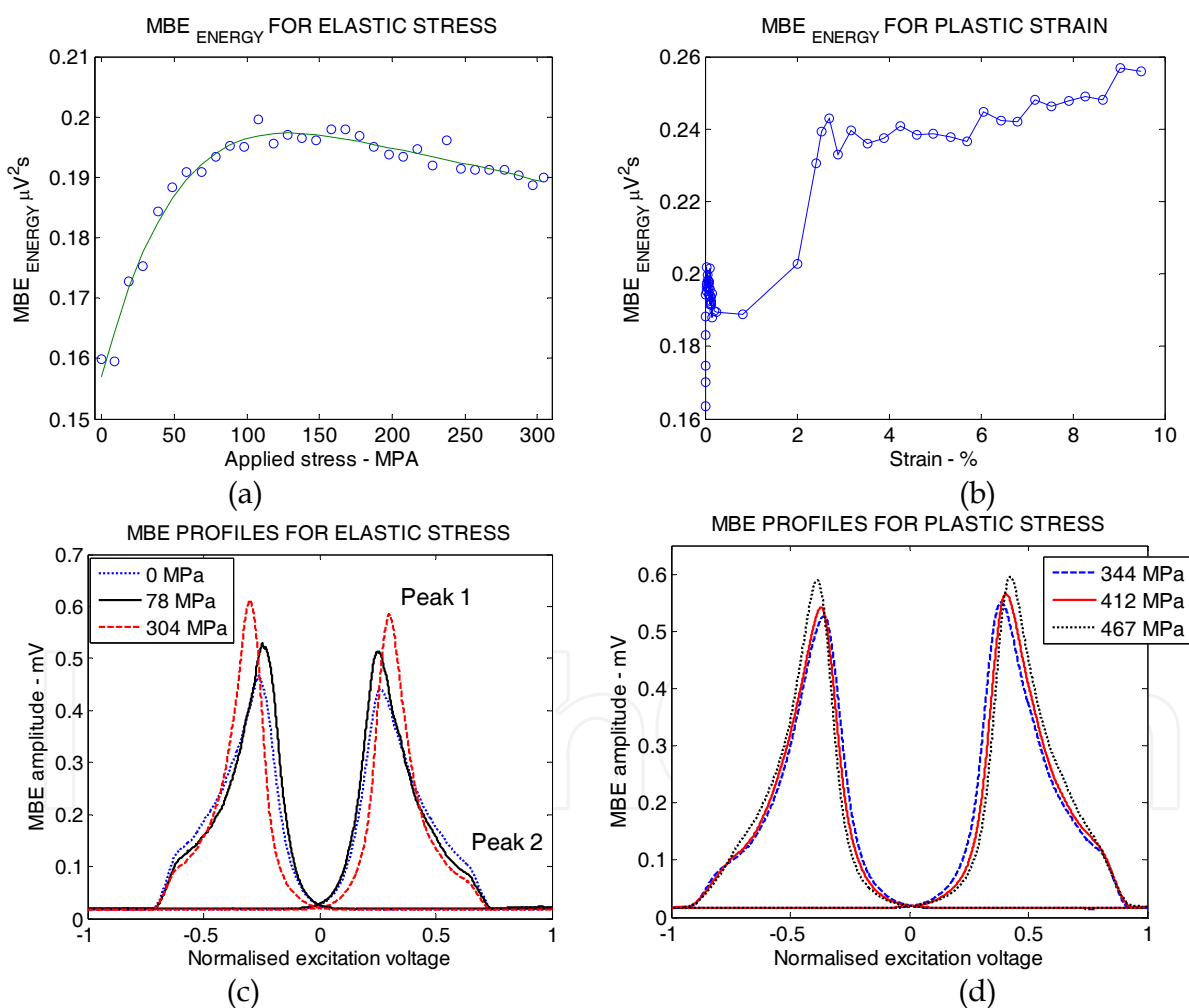 MBE ENERGY FOR ELASTIC STRESS
0.21
0.2
0.19
0.18
0.17
0.16
0.15
MBE ENERGY µV²s
0 50 100 150 200 250 300
Applied stress - MPA
(a)
MBE ENERGY FOR PLASTIC STRAIN
0.26
0.24
0.22
0.2
0.18
0.16
MBE ENERGY µV²s
0 2 4 6 8 10
Strain - %
(b)
MBE PROFILES FOR ELASTIC STRESS
0.7
0.6
0.5
0.4
0.3
0.2
0.1
0
MBE amplitude - mV
0 MPa
78 MPa
304 MPa
Peak 1
Peak 2
-1 -0.5 0 0.5 1
Normalised excitation voltage
(c)
MBE PROFILES FOR PLASTIC STRESS
0.6
0.5
0.4
0.3
0.2
0.1
0
MBE amplitude - mV
344 MPa
412 MPa
467 MPa
-1 -0.5 0 0.5 1
Normalised excitation voltage
(d)